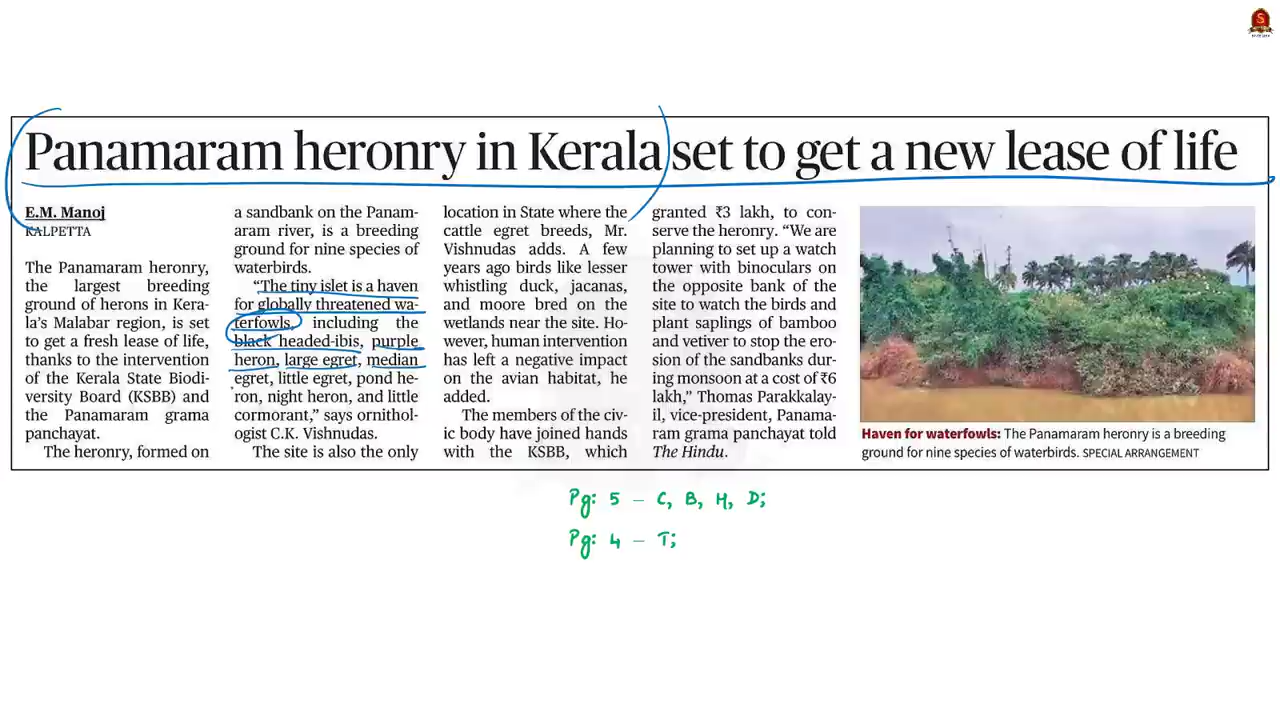 Panamaram heronry in Kerala set to get a new lease of life
E.M. Manoj
KALPETTA
The Panamaram heronry,
the largest breeding
ground of herons in Kera-
la's Malabar region, is set
to get a fresh lease of life,
thanks to the intervention
of the Kerala State Biodi-
versity Board (KSBB) and
the Panamaram grama
panchayat.
The heronry, formed on
a sandbank on the Panam-
aram river, is a breeding
ground for nine species of
waterbirds.
"The tiny islet is a haven
for globally threatened wa-
terfowls, including the
black headed-ibis, purple
heron, large egret, median
egret, little egret, pond he-
ron, night heron, and little
cormorant," says ornithol-
ogist C.K. Vishnudas.
The site is also the only
location in State where the
cattle egret breeds, Mr.
Vishnudas adds. A few
years ago birds like lesser
whistling duck, jacanas,
and moore bred on the
wetlands near the site. Ho-
wever, human intervention
has left a negative impact
on the avian habitat, he
added.
The members of the civ-
ic body have joined hands
with the KSBB, which
granted ₹3 lakh, to con-
serve the heronry. "We are
planning to set up a watch
tower with binoculars on
the opposite bank of the
site to watch the birds and
plant saplings of bamboo
and vetiver to stop the ero-
sion of the sandbanks dur-
ing monsoon at a cost of ₹6
lakh," Thomas Parakkalay-
il, vice-president, Panama-
ram grama panchayat told
The Hindu.
Haven for waterfowls: The Panamaram heronry is a breeding
ground for nine species of waterbirds. SPECIAL ARRANGEMENT
Pg: 5 - C, B, H, D;
Pg: 4 - T;